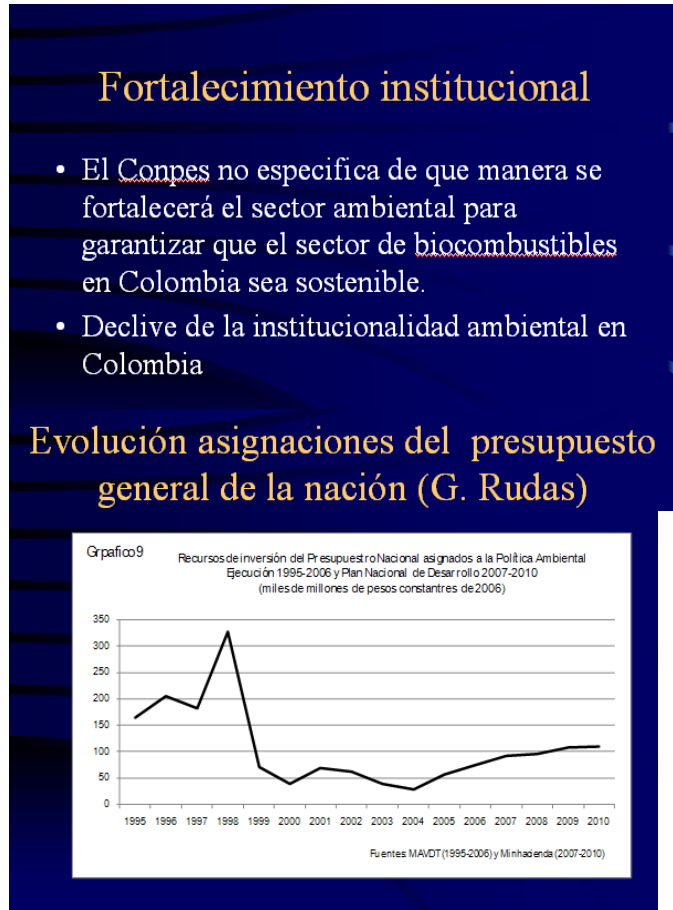 Fortalecimiento institucional
• El Conpes no especifica de que manera se
fortalecerá el sector ambiental para
garantizar que el sector de biocombustibles
en Colombia sea sostenible.
• Declive de la institucionalidad ambiental en
Colombia
Evolución asignaciones del presupuesto
general de la nación (G. Rudas)
Grpafico9
Recursos de inversión del Presupuestro Nacional asignados a la Política Ambiental
Ejecución 1995-2006 y Plan Nacional de Desarrollo 2007-2010
(miles de millones de pesos constantres de 2006)
350
300
250
200
150
100
50
0
1995 1996 1997 1998 1999 2000 2001 2002 2003 2004 2005 2006 2007 2008 2009 2010
Fuentes: MAVDT (1995-2006) y Minhacienda (2007-2010)